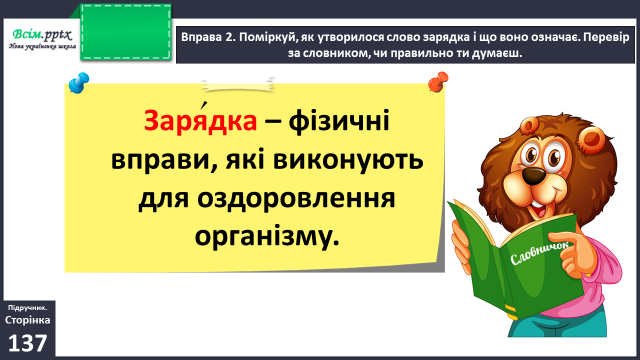 Всім.pptx
Нова українська школа
Вправа 2. Поміркуй, як утворилося слово зарядка і що воно означає. Перевір
за словником, чи правильно ти думаєш.
Заря́дка – фізичні
вправи, які виконують
для оздоровлення
організму.
Словничок
Підручник.
Сторінка
137